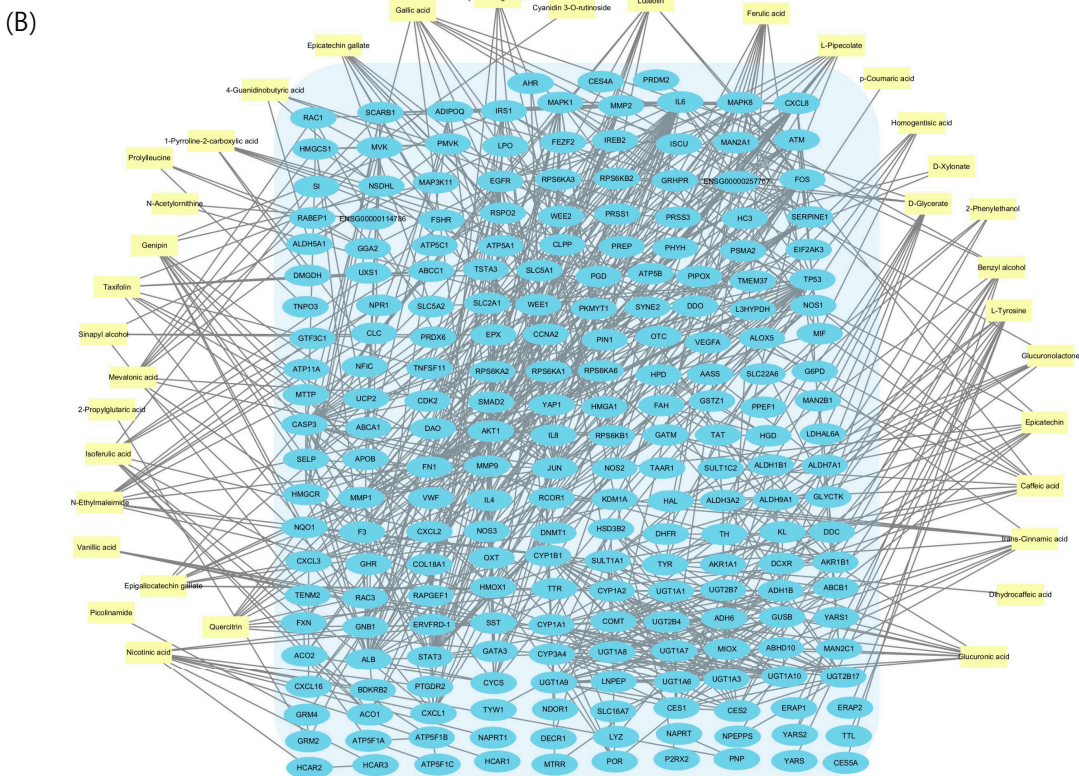 (B)
Gallic acid
Cyanidin 3-O-rutinoside
Luteolin
Ferulic acid
Epicatechin gallate
L-Pipecolate
4-Guanidinobutyric acid
p-Coumaric acid
1-Pyrroline-2-carboxylic acid
Homogentisic acid
Prolylleucine
D-Xylonate
N-Acetylornithine
D-Glycerate
2-Phenylethanol
Genipin
Benzyl alcohol
Taxifolin
L-Tyrosine
Sinapyl alcohol
Glucuronolactone
Mevalonic acid
2-Propylglutaric acid
Epicatechin
Isoferulic acid
Caffeic acid
N-Ethylmaleimide
trans-Cinnamic acid
Vanillic acid
Epigallocatechin gallate
Dihydrocaffeic acid
Picolinamide
Quercitrin
Nicotinic acid
Glucuronic acid
AHR CES4A PRDM2
RAC1 SCARB1 ADIPOQ IRS1 MAPK1 MMP2 IL6 MAPK8 CXCL8
HMGCS1 MVK PMVK LPO FEZF2 IREB2 ISCU MAN2A1 ATM
SI NSDHL MAP3K11 EGFR RPS6KA3 RPS6KB2 GRHPR ENSG00000257767 FOS
RABEP1 ENSG00000114786 FSHR RSPO2 WEE2 PRSS1 PRSS3 HC3 SERPINE1
ALDH5A1 GGA2 ATP5C1 ATP5A1 CLPP PREP PHYH PSMA2 EIF2AK3
DMGDH UXS1 ABCC1 TSTA3 SLC5A1 PGD ATP5B PIPOX TMEM37 TP53
TNPO3 NPR1 SLC5A2 SLC2A1 WEE1 PKMYT1 SYNE2 DDO L3HYPDH NOS1
GTF3C1 CLC PRDX6 EPX CCNA2 PIN1 OTC VEGFA ALOX5 MIF
ATP11A NFIC TNFSF11 RPS6KA2 RPS6KA1 RPS6KA6 HPD AASS SLC22A6 G6PD
MTTP UCP2 CDK2 SMAD2 YAP1 HMGA1 FAH GSTZ1 PPEF1 MAN2B1
CASP3 ABCA1 DAO AKT1 IL8 RPS6KB1 GATM TAT HGD LDHAL6A
SELP APOB FN1 MMP9 JUN NOS2 TAAR1 SULT1C2 ALDH1B1 ALDH7A1
HMGCR MMP1 VWF IL4 RCOR1 KDM1A HAL ALDH3A2 ALDH9A1 GLYCTK
NQO1 F3 CXCL2 NOS3 DNMT1 HSD3B2 DHFR TH KL DDC
CXCL3 GHR COL18A1 OXT CYP1B1 SULT1A1 TYR AKR1A1 DCXR AKR1B1
TENM2 RAC3 RAPGEF1 HMOX1 TTR CYP1A2 UGT1A1 UGT2B7 ADH1B ABCB1
FXN GNB1 ERVFRD-1 SST CYP1A1 COMT UGT2B4 ADH6 GUSB YARS1
ACO2 ALB STAT3 GATA3 CYP3A4 UGT1A8 UGT1A7 MIOX ABHD10 MAN2C1
CXCL16 BDKRB2 PTGDR2 CYCS UGT1A9 LNPEP UGT1A6 UGT1A3 UGT1A10 UGT2B17
GRM4 ACO1 CXCL1 TYW1 NDOR1 SLC16A7 CES1 CES2 ERAP1 ERAP2
GRM2 ATP5F1A ATP5F1B NAPRT1 DECR1 LYZ NAPRT NPEPPS YARS2 TTL
HCAR2 HCAR3 ATP5F1C HCAR1 MTRR POR P2RX2 PNP YARS CES5A